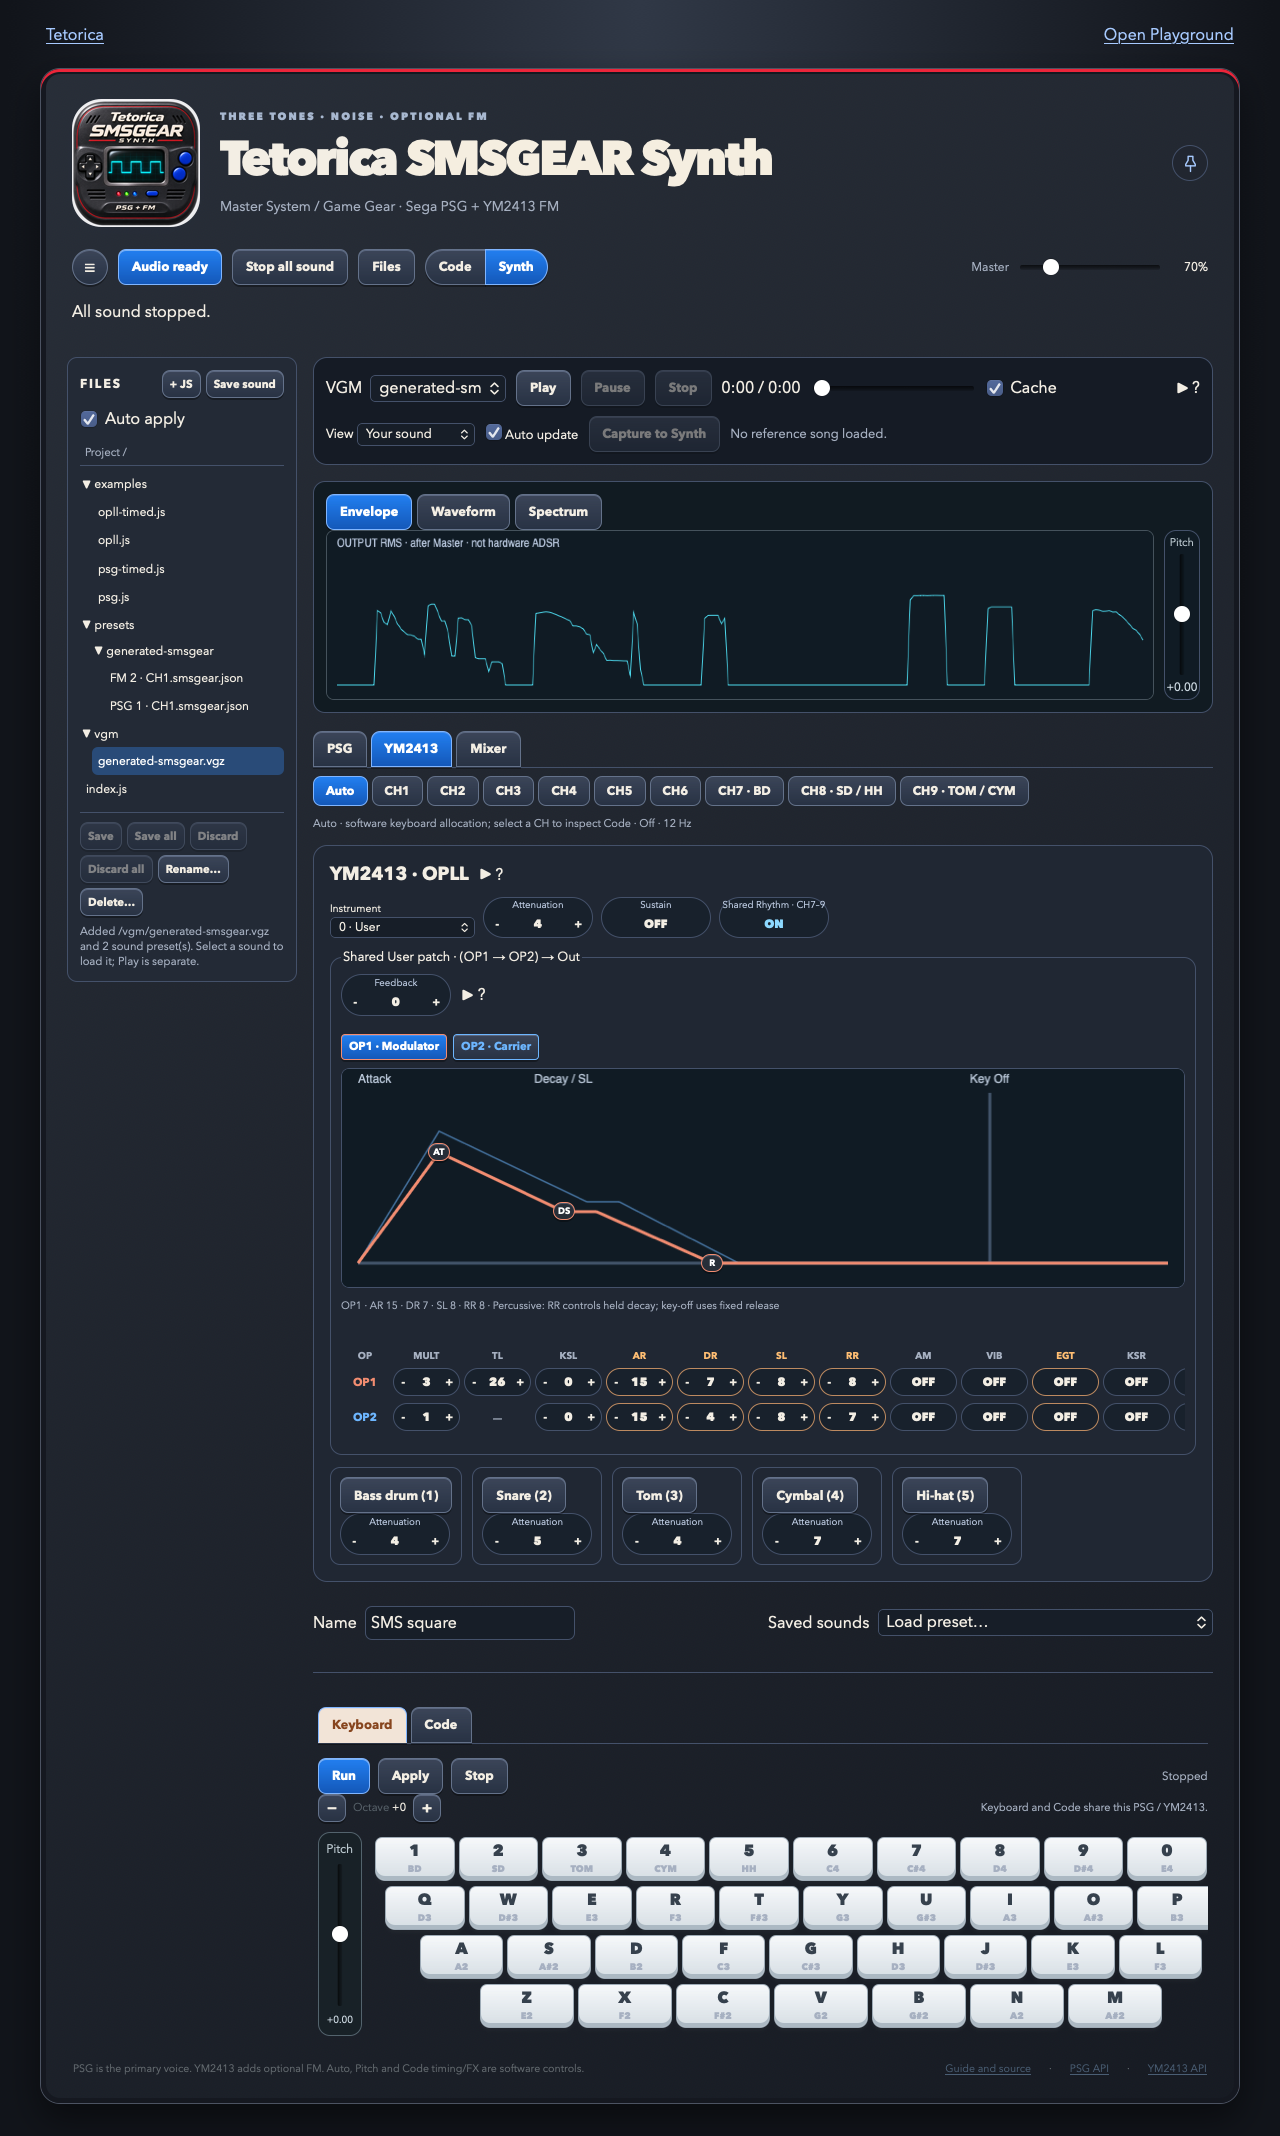 Tetorica
Open Playground
Tetorica
SMSGEAR
SYNTH
PSG + FM
THREE TONES • NOISE • OPTIONAL FM
Tetorica SMSGEAR Synth
Master System / Game Gear · Sega PSG + YM2413 FM
≡ Audio ready Stop all sound Files Code Synth Master 70%
All sound stopped.
FILES + JS Save sound
Auto apply
Project /
▼ examples
opll-timed.js
opll.js
psg-timed.js
psg.js
▼ presets
▼ generated-smsgear
FM 2 · CH1.smsgear.json
PSG 1 · CH1.smsgear.json
▼ vgm
generated-smsgear.vgz
index.js
Save Save all Discard
Discard all Rename...
Delete...
Added /vgm/generated-smsgear.vgz
and 2 sound preset(s). Select a sound to
load it; Play is separate.
VGM generated-sm Play Pause Stop 0:00 / 0:00 Cache ▶ ?
View Your sound Auto update Capture to Synth No reference song loaded.
Envelope Waveform Spectrum
OUTPUT RMS · after Master · not hardware ADSR
Pitch
+0.00
PSG YM2413 Mixer
Auto CH1 CH2 CH3 CH4 CH5 CH6 CH7 · BD CH8 · SD / HH CH9 · TOM / CYM
Auto · software keyboard allocation; select a CH to inspect Code · Off · 12 Hz
YM2413 · OPLL ▶ ?
Instrument Attenuation Sustain Shared Rhythm · CH7–9
0 · User - 4 + OFF ON
Shared User patch · (OP1 → OP2) → Out
Feedback
- 0 + ▶ ?
OP1 · Modulator OP2 · Carrier
Attack Decay / SL Key Off
AT
DS
R
OP1 · AR 15 · DR 7 · SL 8 · RR 8 · Percussive: RR controls held decay; key-off uses fixed release
OP MULT TL KSL AR DR SL RR AM VIB EGT KSR
OP1 - 3 + - 26 + - 0 + - 15 + - 7 + - 8 + - 8 + OFF OFF OFF OFF
OP2 - 1 + — - 0 + - 15 + - 4 + - 8 + - 7 + OFF OFF OFF OFF
Bass drum (1) Snare (2) Tom (3) Cymbal (4) Hi-hat (5)
Attenuation Attenuation Attenuation Attenuation Attenuation
- 4 + - 5 + - 4 + - 7 + - 7 +
Name SMS square Saved sounds Load preset...
Keyboard Code
Run Apply Stop Stopped
− Octave +0 + Keyboard and Code share this PSG / YM2413.
Pitch
+0.00
1 2 3 4 5 6 7 8 9 0
BD SD TOM CYM HH C4 C#4 D4 D#4 E4
Q W E R T Y U I O P
D3 D#3 E3 F3 F#3 G3 G#3 A3 A#3 B3
A S D F G H J K L
A2 A#2 B2 C3 C#3 D3 D#3 E3 F3
Z X C V B N M
E2 F2 F#2 G2 G#2 A2 A#2
PSG is the primary voice. YM2413 adds optional FM. Auto, Pitch and Code timing/FX are software controls.
Guide and source · PSG API · YM2413 API